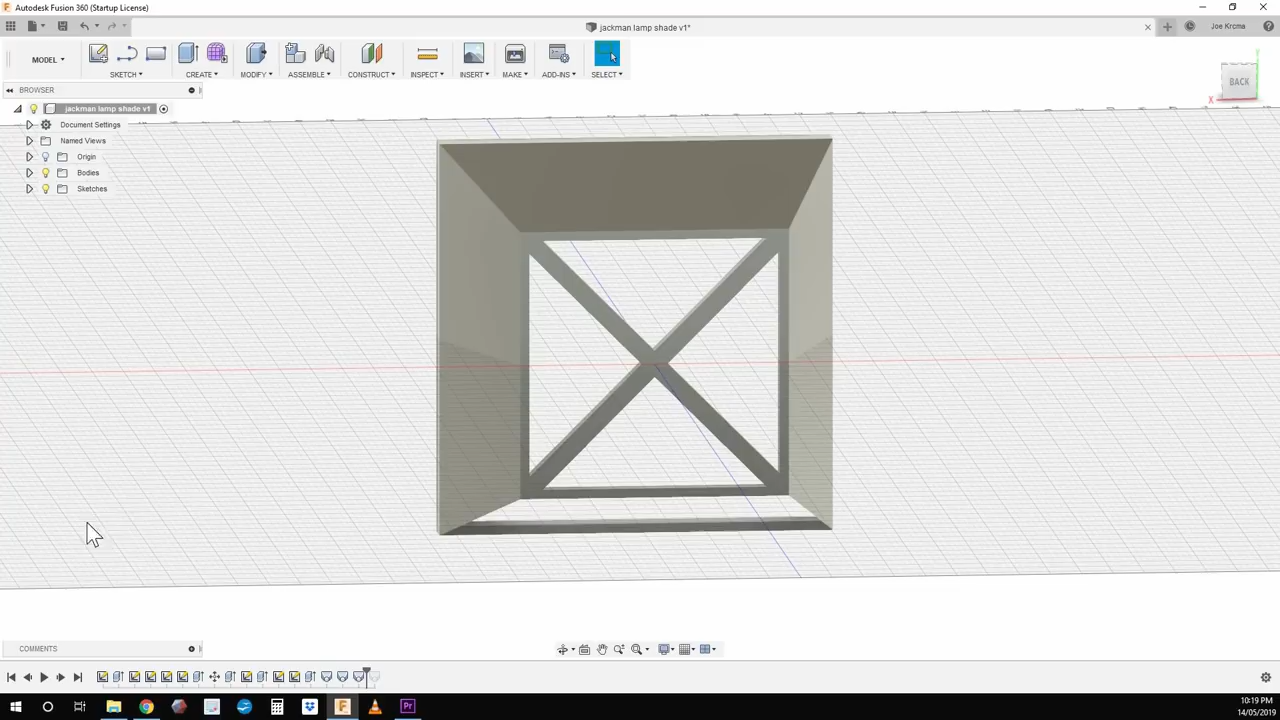 Autodesk Fusion 360 (Startup License)
jackman lamp shade v1*
Joe Krcma
MODEL
SKETCH
CREATE
MODIFY
ASSEMBLE
CONSTRUCT
INSPECT
INSERT
MAKE
ADD-INS
SELECT
BROWSER
jackman lamp shade v1
Document Settings
Named Views
Origin
Bodies
Sketches
Y
BACK
X
COMMENTS
10:19 PM
14/05/2019